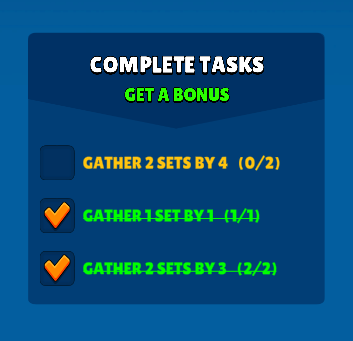 COMPLETE TASKS
GET A BONUS
GATHER 2 SETS BY 4 (0/2)
GATHER 1 SET BY 1 (1/1)
GATHER 2 SETS BY 3 (2/2)